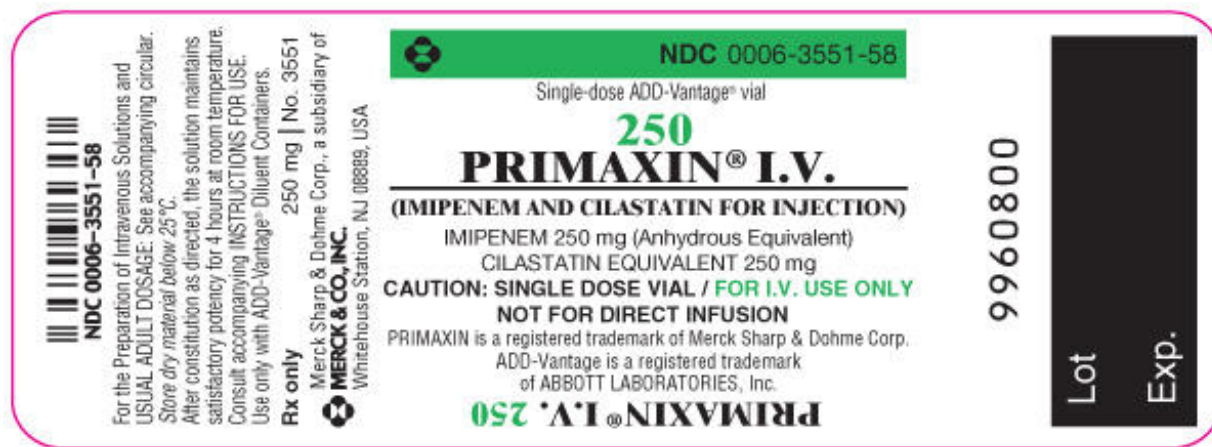 NDC 0006-3551-58
For the Preparation of Intravenous Solutions and
USUAL ADULT DOSAGE: See accompanying circular.
Store dry material below 25°C.
After constitution as directed, the solution maintains
satisfactory potency for 4 hours at room temperature.
Consult accompanying INSTRUCTIONS FOR USE.
Use only with ADD-Vantage® Diluent Containers.
Rx only 250 mg | No. 3551
Merck Sharp & Dohme Corp., a subsidiary of
MERCK & CO., INC.
Whitehouse Station, NJ 08889, USA
NDC 0006-3551-58
Single-dose ADD-Vantage® vial
250
PRIMAXIN® I.V.
(IMIPENEM AND CILASTATIN FOR INJECTION)
IMIPENEM 250 mg (Anhydrous Equivalent)
CILASTATIN EQUIVALENT 250 mg
CAUTION: SINGLE DOSE VIAL / FOR I.V. USE ONLY
NOT FOR DIRECT INFUSION
PRIMAXIN is a registered trademark of Merck Sharp & Dohme Corp.
ADD-Vantage is a registered trademark
of ABBOTT LABORATORIES, Inc.
PRIMAXIN® I.V. 250
99608000
Lot
Exp.